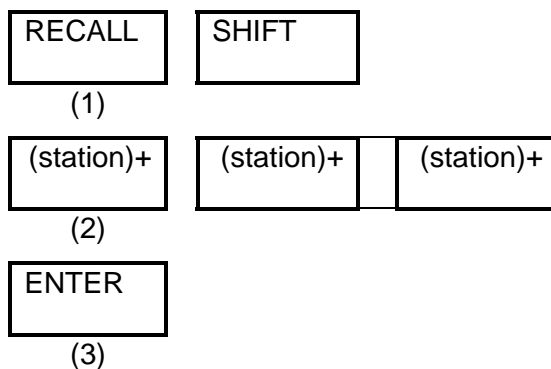 RECALL SHIFT
(1)
(station)+ (station)+ (station)+
(2)
ENTER
(3)